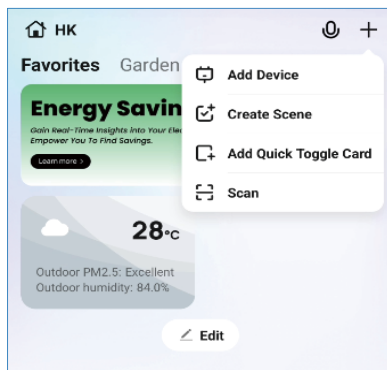 HK
Favorites Garden
Add Device
Create Scene
Add Quick Toggle Card
Scan
Energy Savin
Gain Real-Time Insights into Your Ele
Empower You To Find Savings.
Learn more >
28°C
Outdoor PM2.5: Excellent
Outdoor humidity: 84.0%
Edit